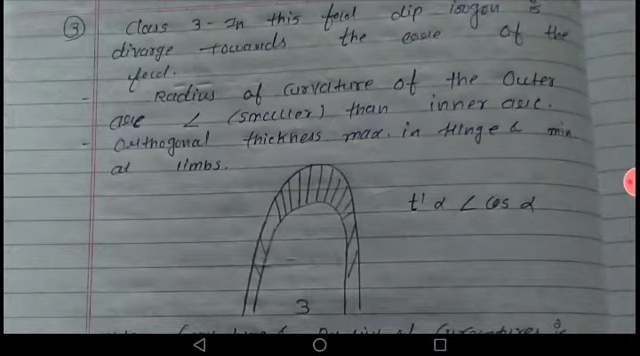 ③ Class 3 - In this fold dip isogon is
divarge towards the core of the
fold.
- Radius of curvature of the outer
arc < (smaller) than inner arc.
- Orthogonal thickness max. in Hinge & min
at limbs.
t'α < cos α
3